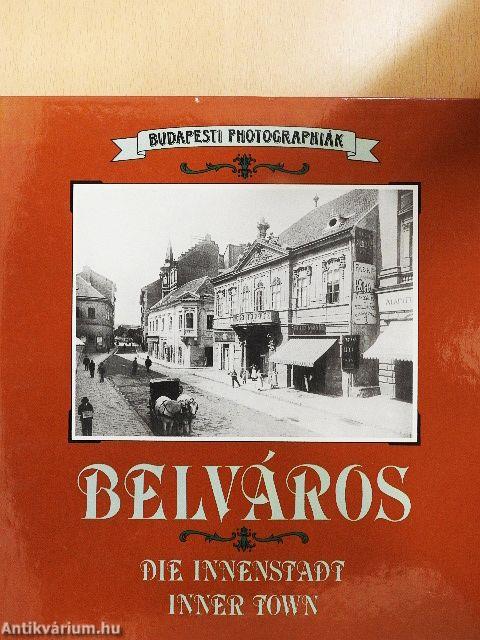 BUDAPESTI PHOTOGRAPHIÁK
BELVÁROS
DIE INNENSTADT
INNER TOWN
Antikvárium.hu